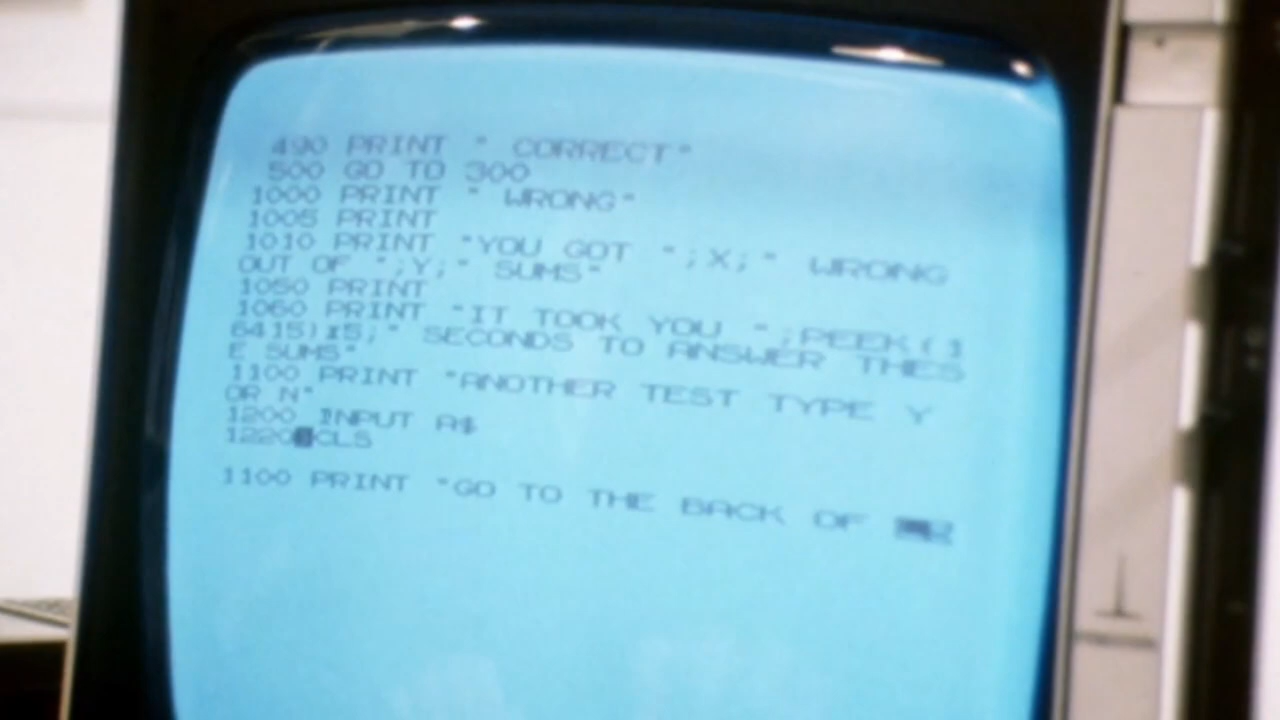 490 PRINT " CORRECT"
500 GO TO 300
1000 PRINT " WRONG"
1005 PRINT
1010 PRINT "YOU GOT ";X;" WRONG
OUT OF ";Y;" SUMS"
1050 PRINT
1060 PRINT "IT TOOK YOU ";PEEK(1
6415)*5;" SECONDS TO ANSWER THES
E SUMS"
1100 PRINT "ANOTHER TEST TYPE Y
OR N"
1200 INPUT A$
1220 CLS
1100 PRINT "GO TO THE BACK OF